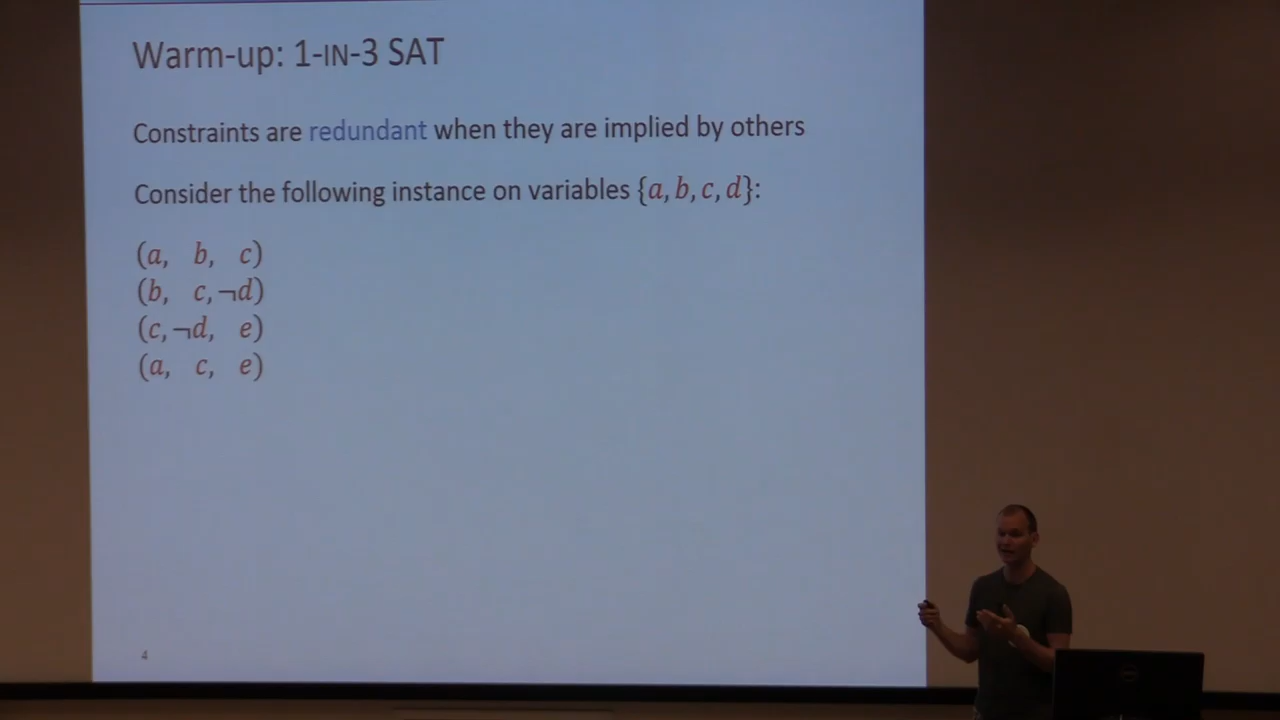 Warm-up: 1-IN-3 SAT
Constraints are redundant when they are implied by others
Consider the following instance on variables {a, b, c, d}:
(a, b, c)
(b, c, ¬d)
(c, ¬d, e)
(a, c, e)
4